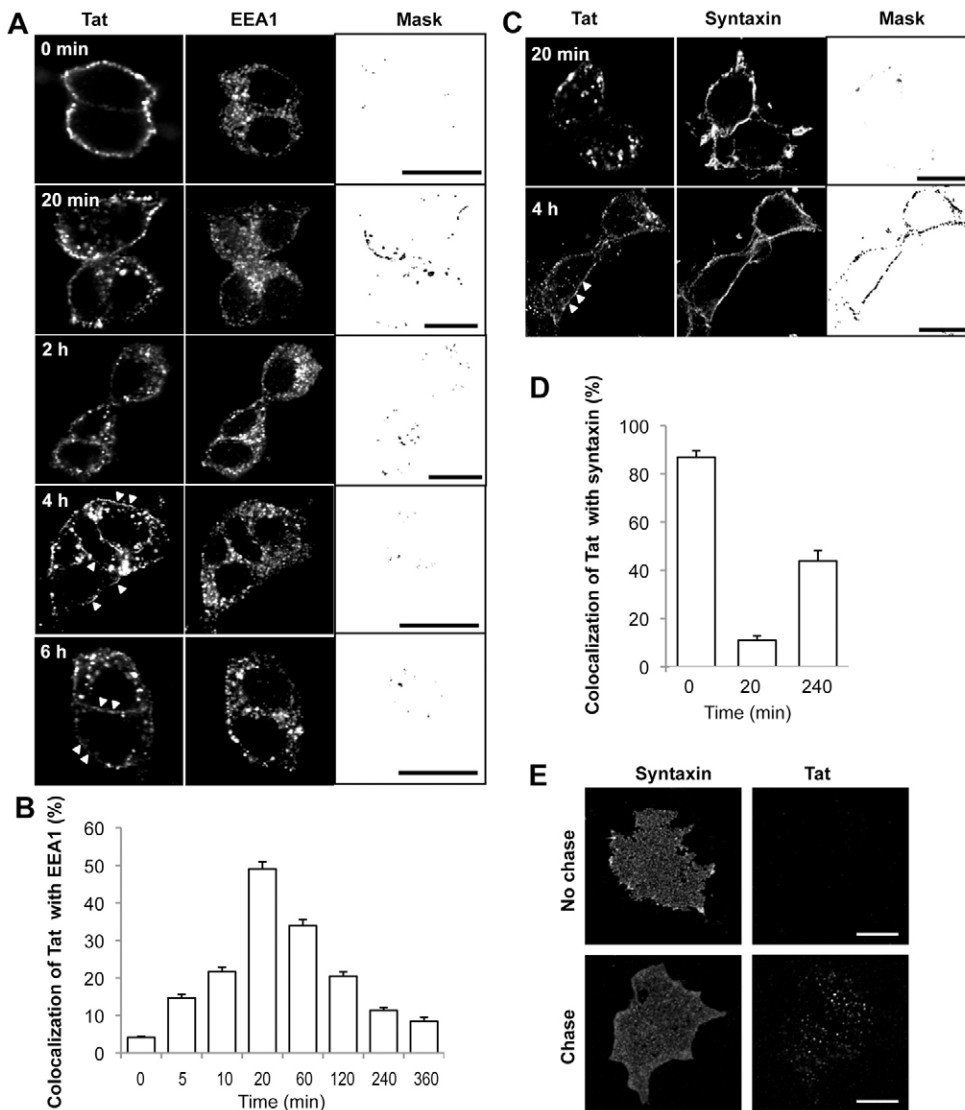 A
Tat EEA1 Mask
0 min
20 min
2 h
4 h
6 h
B
Colocalization of Tat with EEA1 (%)
60
50
40
30
20
10
0
0 5 10 20 60 120 240 360
Time (min)
C
Tat Syntaxin Mask
20 min
4 h
D
Colocalization of Tat with syntaxin (%)
100
80
60
40
20
0
0 20 240
Time (min)
E
Syntaxin Tat
No chase
Chase